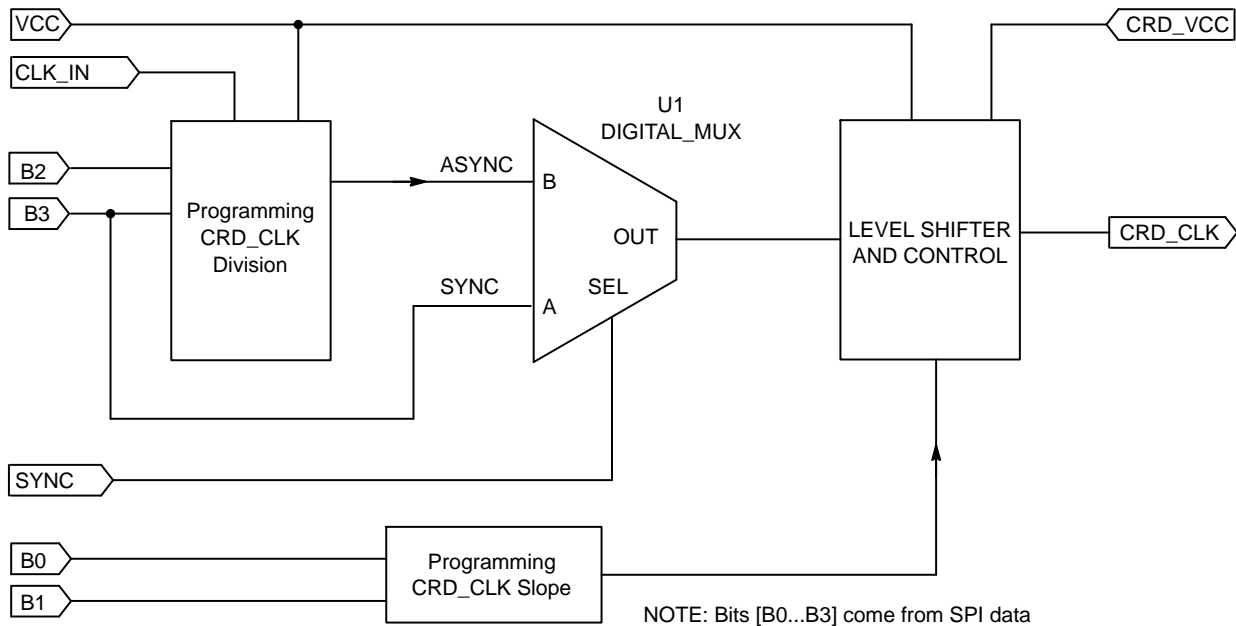 VCC
CRD_VCC
CLK_IN
U1
DIGITAL_MUX
B2
ASYNC
B
B3
Programming
CRD_CLK
Division
OUT
LEVEL SHIFTER
AND CONTROL
CRD_CLK
SYNC
A
SEL
SYNC
B0
B1
Programming
CRD_CLK Slope
NOTE: Bits [B0...B3] come from SPI data